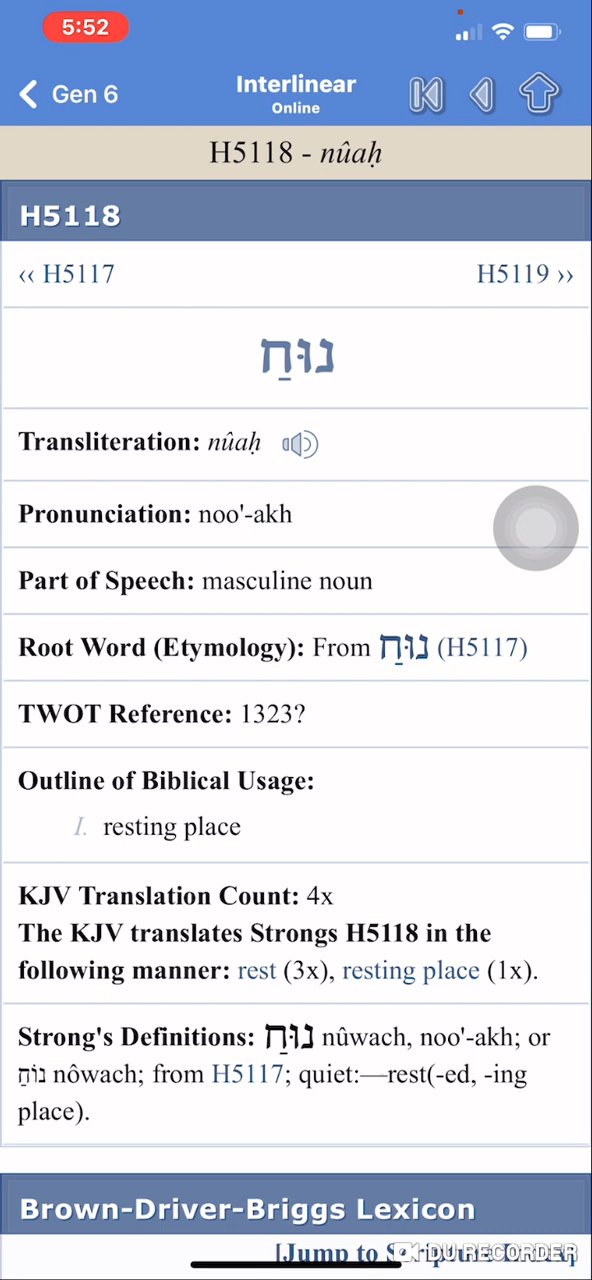 5:52
Gen 6
Interlinear
Online
H5118 - nûaḥ
H5118
‹‹ H5117 H5119 ››
נוּחַ
Transliteration: nûaḥ
Pronunciation: noo'-akh
Part of Speech: masculine noun
Root Word (Etymology): From נוּחַ (H5117)
TWOT Reference: 1323?
Outline of Biblical Usage:
I. resting place
KJV Translation Count: 4x
The KJV translates Strongs H5118 in the
following manner: rest (3x), resting place (1x).
Strong's Definitions: נוּחַ nûwach, noo'-akh; or
נוֹחַ nôwach; from H5117; quiet:—rest(-ed, -ing
place).
Brown-Driver-Briggs Lexicon
[Jump to
DU RECORDER